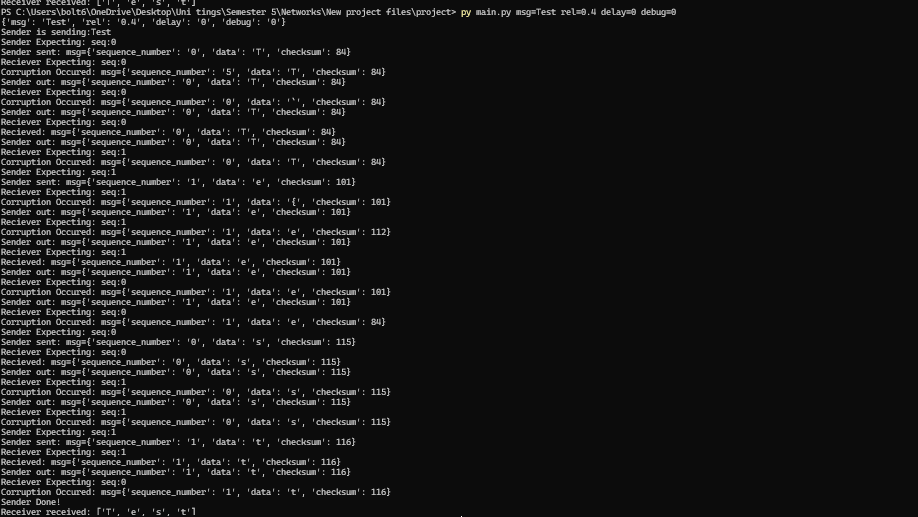 Receiver received: ['T', 'e', 's', 't']
PS C:\Users\bolt6\OneDrive\Desktop\Uni tings\Semester 5\Networks\New project files\project> py main.py msg=Test rel=0.4 delay=0 debug=0
{'msg': 'Test', 'rel': '0.4', 'delay': '0', 'debug': '0'}
Sender is sending:Test
Sender Expecting: seq:0
Sender sent: msg={'sequence_number': '0', 'data': 'T', 'checksum': 84}
Reciever Expecting: seq:0
Corruption Occured: msg={'sequence_number': '5', 'data': 'T', 'checksum': 84}
Sender out: msg={'sequence_number': '0', 'data': 'T', 'checksum': 84}
Reciever Expecting: seq:0
Corruption Occured: msg={'sequence_number': '0', 'data': '`', 'checksum': 84}
Sender out: msg={'sequence_number': '0', 'data': 'T', 'checksum': 84}
Reciever Expecting: seq:0
Recieved: msg={'sequence_number': '0', 'data': 'T', 'checksum': 84}
Sender out: msg={'sequence_number': '0', 'data': 'T', 'checksum': 84}
Reciever Expecting: seq:1
Corruption Occured: msg={'sequence_number': '0', 'data': 'T', 'checksum': 84}
Sender Expecting: seq:1
Sender sent: msg={'sequence_number': '1', 'data': 'e', 'checksum': 101}
Reciever Expecting: seq:1
Corruption Occured: msg={'sequence_number': '1', 'data': '{', 'checksum': 101}
Sender out: msg={'sequence_number': '1', 'data': 'e', 'checksum': 101}
Reciever Expecting: seq:1
Corruption Occured: msg={'sequence_number': '1', 'data': 'e', 'checksum': 112}
Sender out: msg={'sequence_number': '1', 'data': 'e', 'checksum': 101}
Reciever Expecting: seq:1
Recieved: msg={'sequence_number': '1', 'data': 'e', 'checksum': 101}
Sender out: msg={'sequence_number': '1', 'data': 'e', 'checksum': 101}
Reciever Expecting: seq:0
Corruption Occured: msg={'sequence_number': '1', 'data': 'e', 'checksum': 101}
Sender out: msg={'sequence_number': '1', 'data': 'e', 'checksum': 101}
Reciever Expecting: seq:0
Corruption Occured: msg={'sequence_number': '1', 'data': 'e', 'checksum': 84}
Sender Expecting: seq:0
Sender sent: msg={'sequence_number': '0', 'data': 's', 'checksum': 115}
Reciever Expecting: seq:0
Recieved: msg={'sequence_number': '0', 'data': 's', 'checksum': 115}
Sender out: msg={'sequence_number': '0', 'data': 's', 'checksum': 115}
Reciever Expecting: seq:1
Corruption Occured: msg={'sequence_number': '0', 'data': 's', 'checksum': 115}
Sender out: msg={'sequence_number': '0', 'data': 's', 'checksum': 115}
Reciever Expecting: seq:1
Corruption Occured: msg={'sequence_number': '0', 'data': 's', 'checksum': 115}
Sender Expecting: seq:1
Sender sent: msg={'sequence_number': '1', 'data': 't', 'checksum': 116}
Reciever Expecting: seq:1
Recieved: msg={'sequence_number': '1', 'data': 't', 'checksum': 116}
Sender out: msg={'sequence_number': '1', 'data': 't', 'checksum': 116}
Reciever Expecting: seq:0
Corruption Occured: msg={'sequence_number': '1', 'data': 't', 'checksum': 116}
Sender Done!
Receiver received: ['T', 'e', 's', 't']